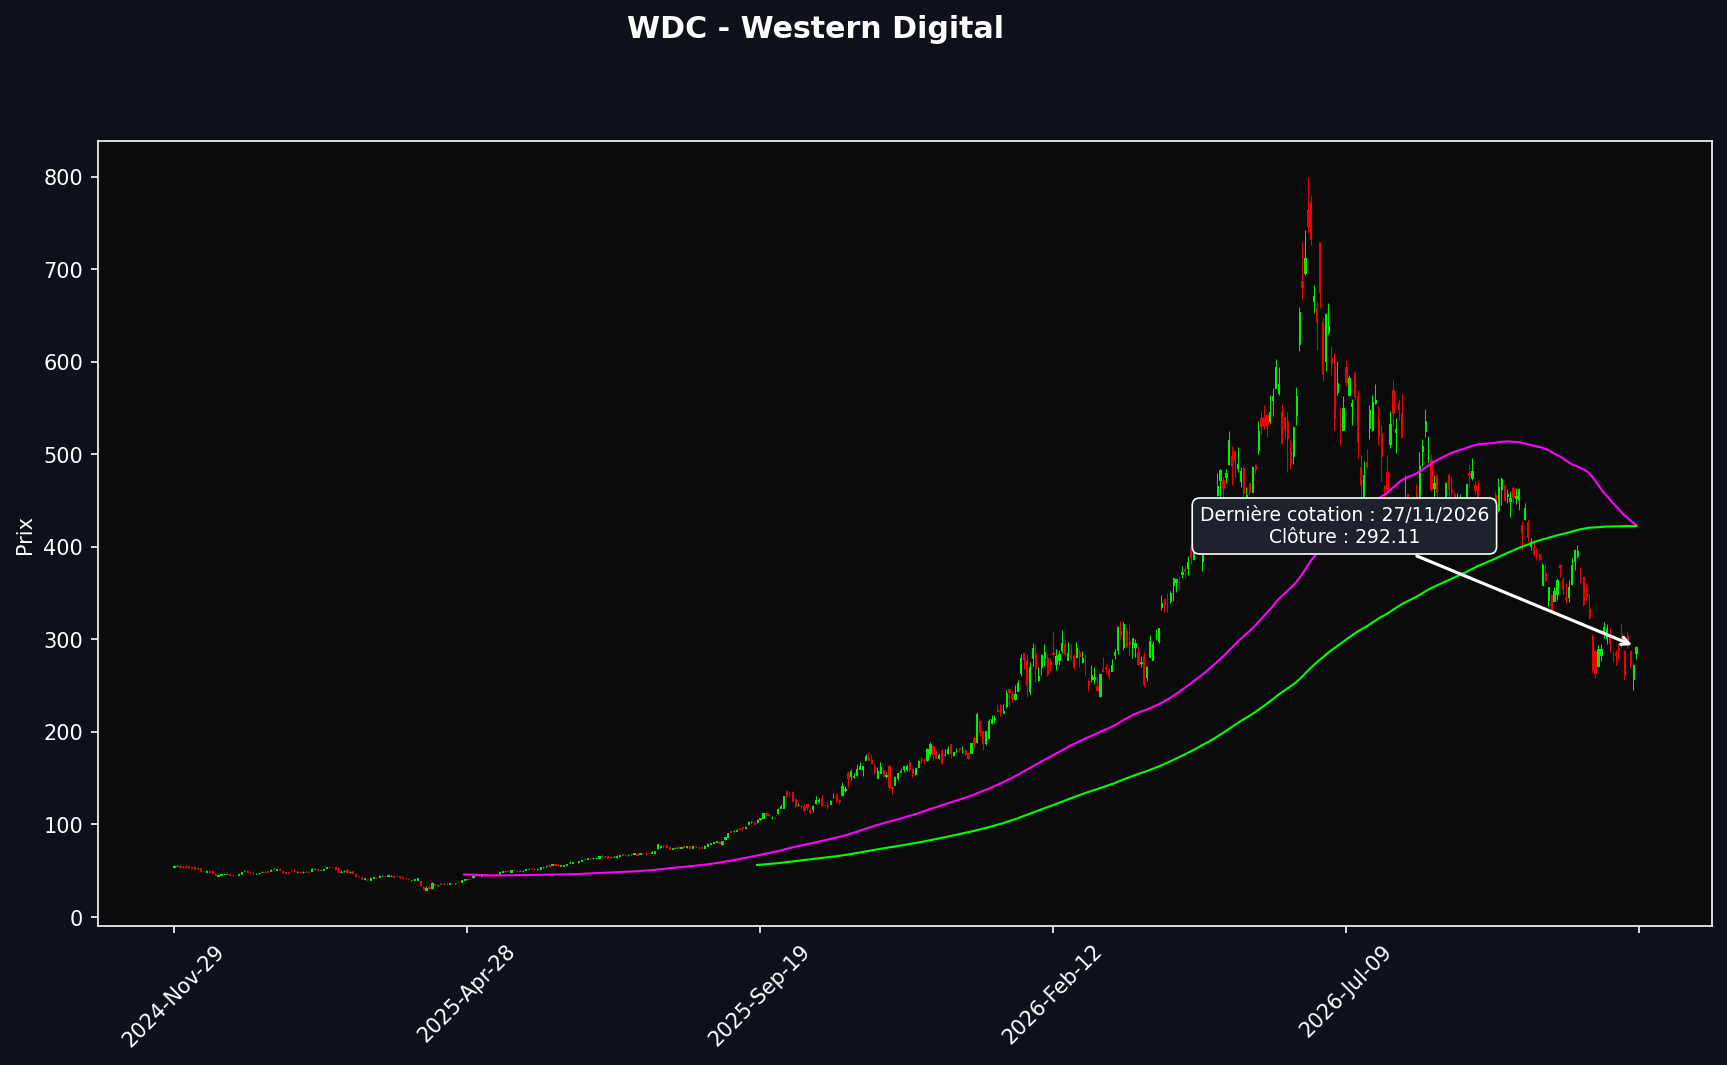 WDC - Western Digital
Prix
800
700
600
500
400
300
200
100
0
Dernière cotation : 27/11/2026
Clôture : 292.11
2024-Nov-29
2025-Apr-28
2025-Sep-19
2026-Feb-12
2026-Jul-09